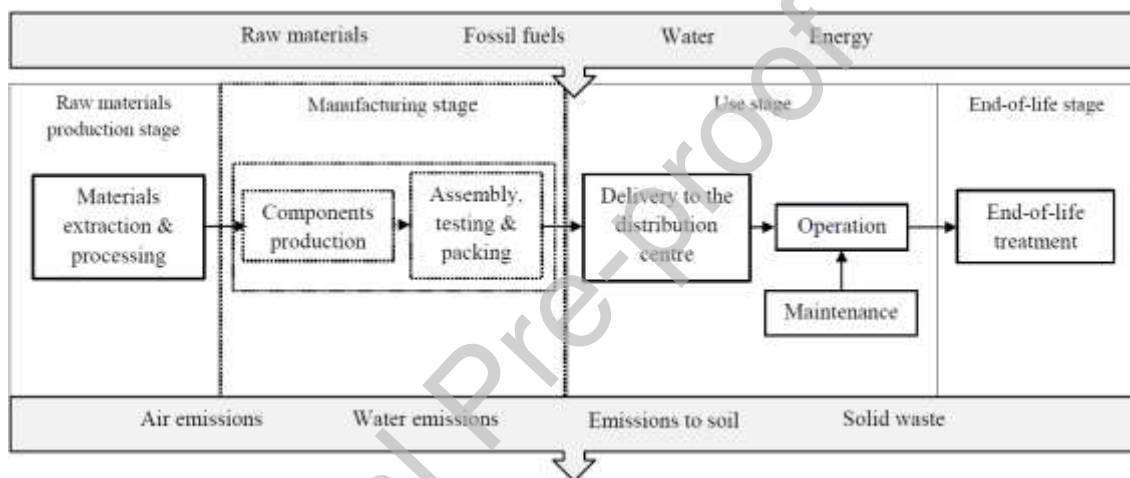 Raw materials Fossil fuels Water Energy
Raw materials
production stage
Manufacturing stage
Use stage
End-of-life stage
Materials
extraction &
processing
Components
production
Assembly,
testing &
packing
Delivery to the
distribution
centre
Operation
Maintenance
End-of-life
treatment
Air emissions Water emissions Emissions to soil Solid waste
Pre-proof